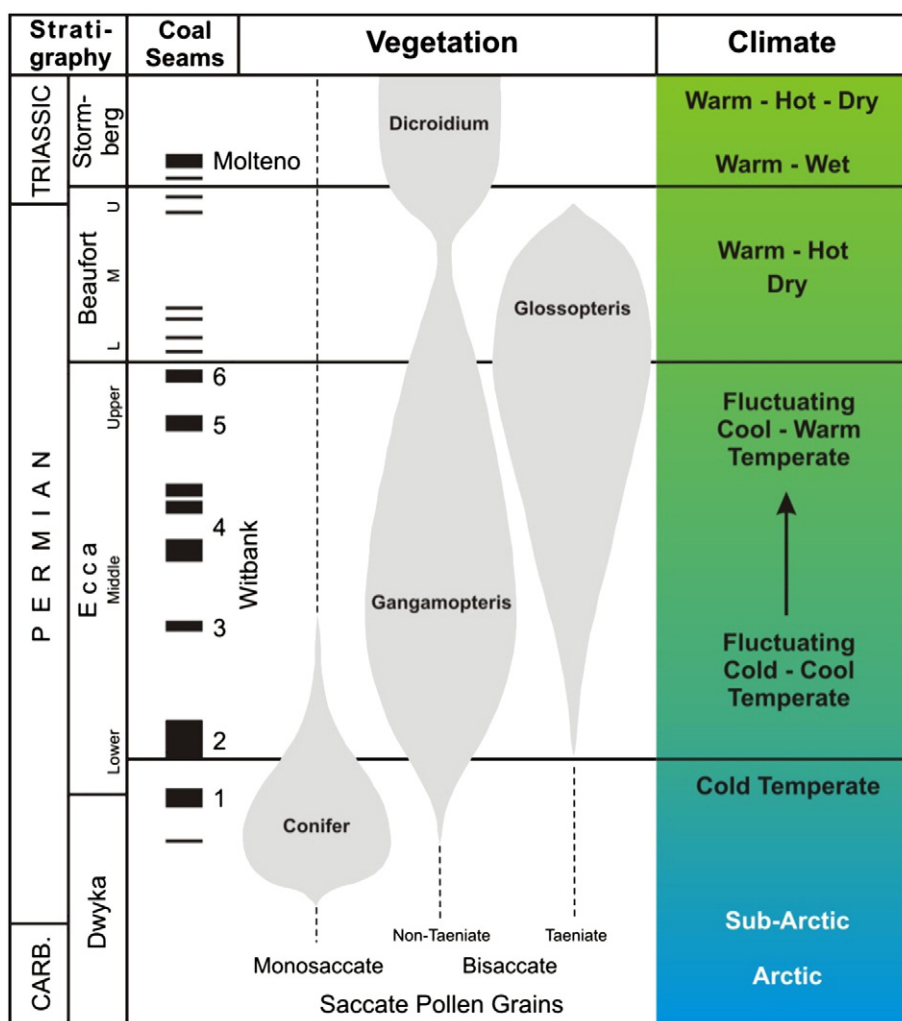 Strati-
graphy
Coal
Seams
Vegetation
Climate
TRIASSIC
Storm-
berg
Molteno
Dicroidium
Warm - Hot - Dry
Warm - Wet
PERMIAN
Beaufort
U
M
L
Glossopteris
Warm - Hot
Dry
Ecca
Upper
Middle
Lower
6
5
4
3
2
1
Witbank
Gangamopteris
Conifer
Fluctuating
Cool - Warm
Temperate
Fluctuating
Cold - Cool
Temperate
Cold Temperate
CARB.
Dwyka
Sub-Arctic
Arctic
Non-Taeniate
Taeniate
Monosaccate
Bisaccate
Saccate Pollen Grains